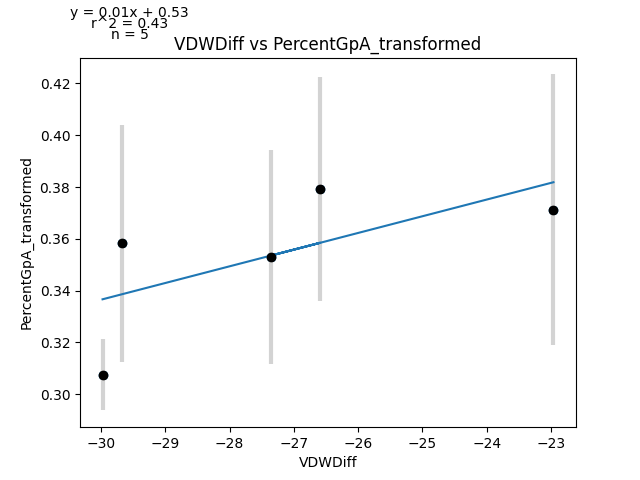 y = 0.01x + 0.53
r^2 = 0.43
n = 5
VDWDiff vs PercentGpA_transformed
PercentGpA_transformed
0.42
0.40
0.38
0.36
0.34
0.32
0.30
−30 −29 −28 −27 −26 −25 −24 −23
VDWDiff